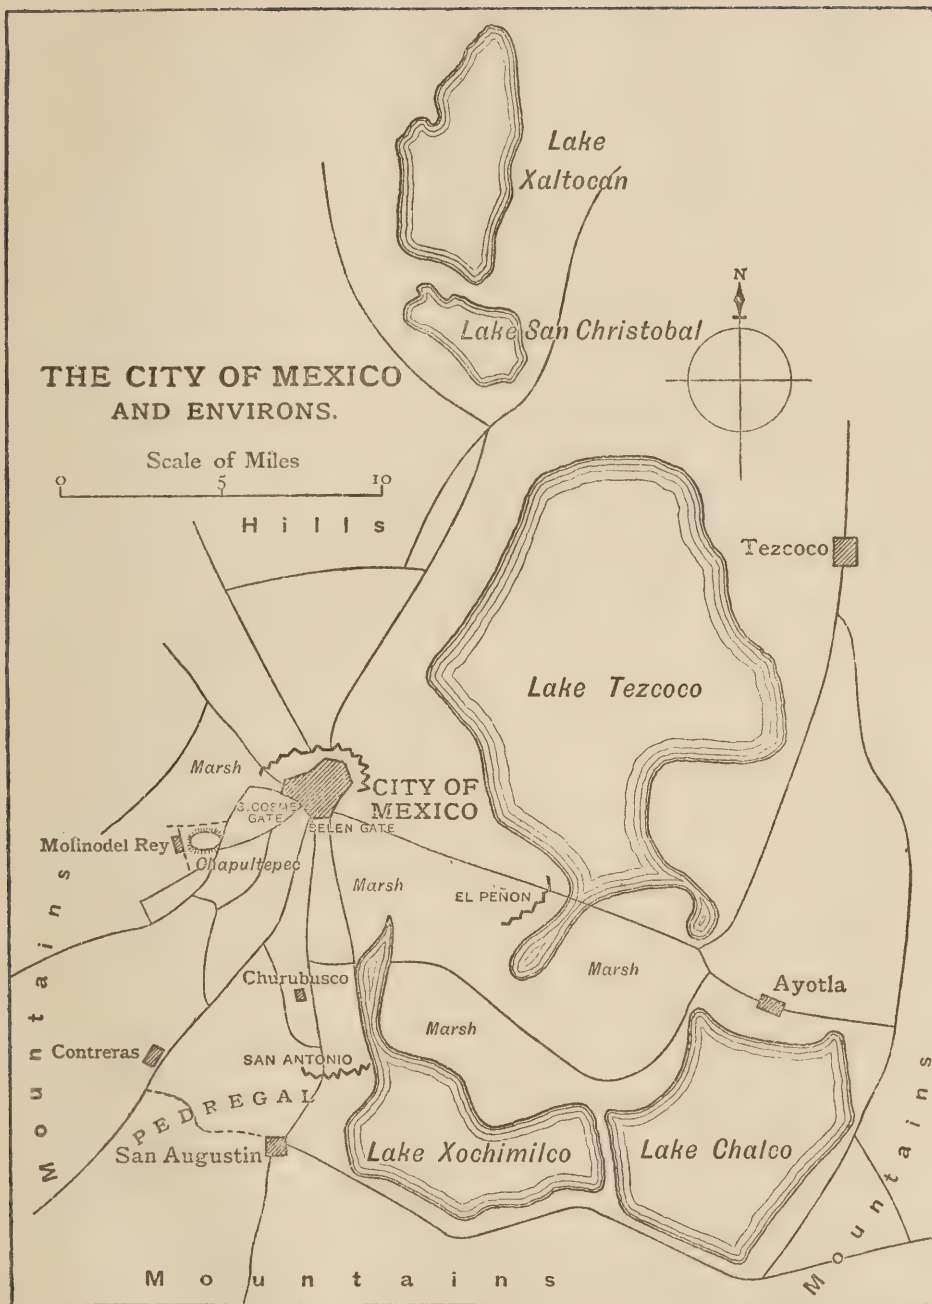 Lake
Xaltocan
N
Lake San Christobal
THE CITY OF MEXICO
AND ENVIRONS.
Scale of Miles
0 5 10
Hills
Tezcoco
Lake Tezcoco
Marsh
CITY OF
MEXICO
S. COSME
GATE
BELEN GATE
Molinodel Rey
Chapultepec
Marsh
EL PEÑON
Mountains
Marsh
Churubusco
Ayotla
Marsh
Contreras
SAN ANTONIO
PEDREGAL
San Augustin
Lake Xochimilco
Lake Chalco
Mountains
Mountains